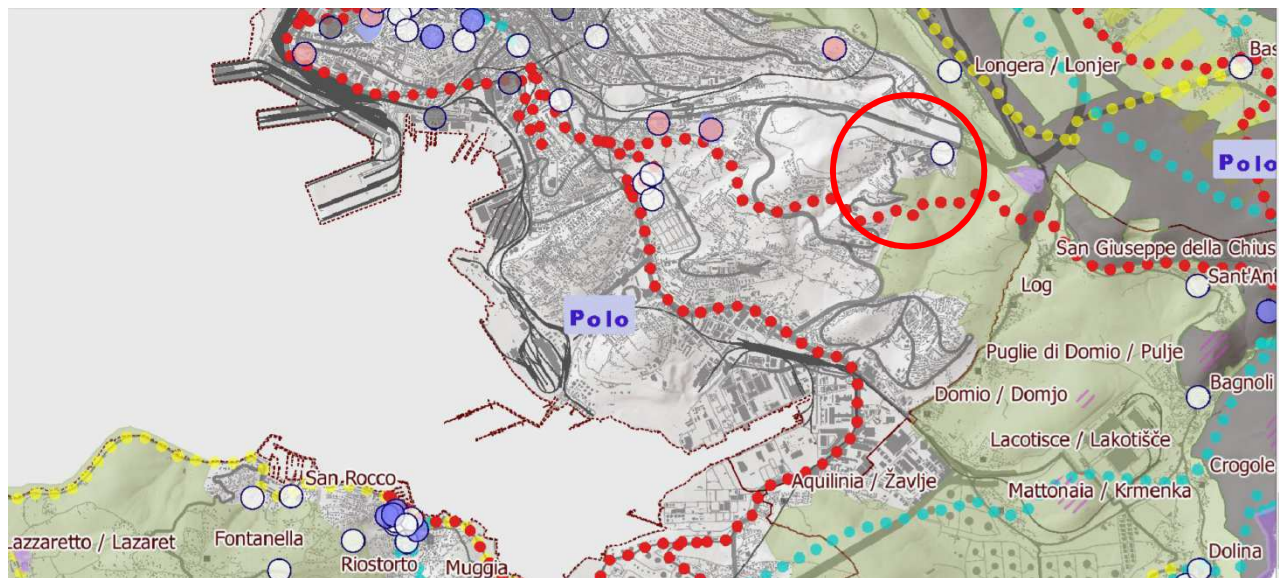 Longera / Lonjer
Bas
Polo
San Giuseppe della Chius
Sant'Ant
Log
Polo
Puglie di Domio / Pulje
Bagnoli
Domio / Domjo
Lacotisce / Lakotišče
Crogole
San Rocco
Aquilinia / Žavlje
Mattonaia / Krmenka
Lazzaretto / Lazaret
Fontanella
Riostorto
Muggia
Dolina